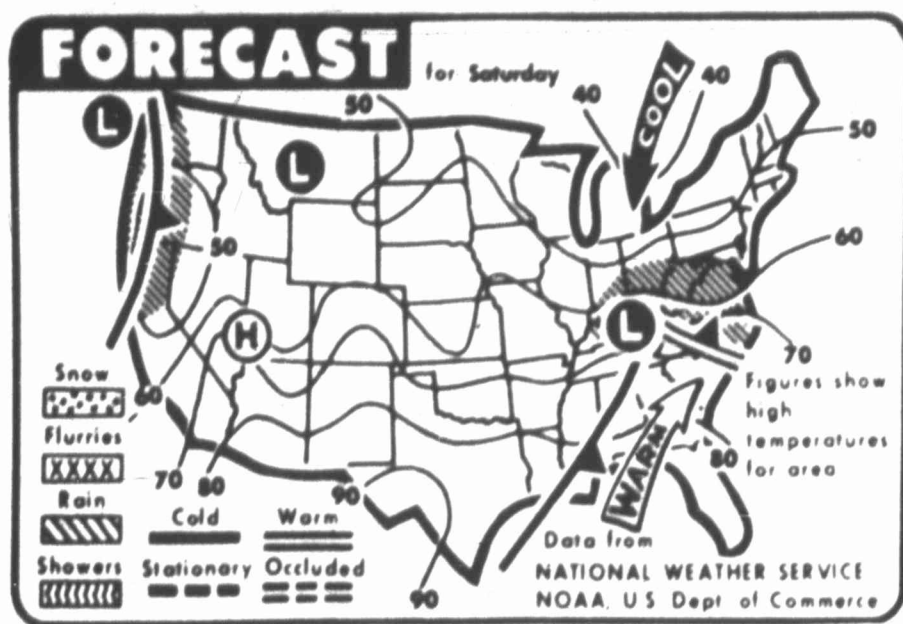 FORECAST
for Saturday
50
40
COOL
40
50
L
L
50
60
H
L
70
Figures show
high
temperatures
for area
Snow
60
Flurries
70
80
90
WARM
80
Rain
Cold
Warm
Showers
Stationary
Occluded
90
L
Data from
NATIONAL WEATHER SERVICE
NOAA, U S Dept of Commerce